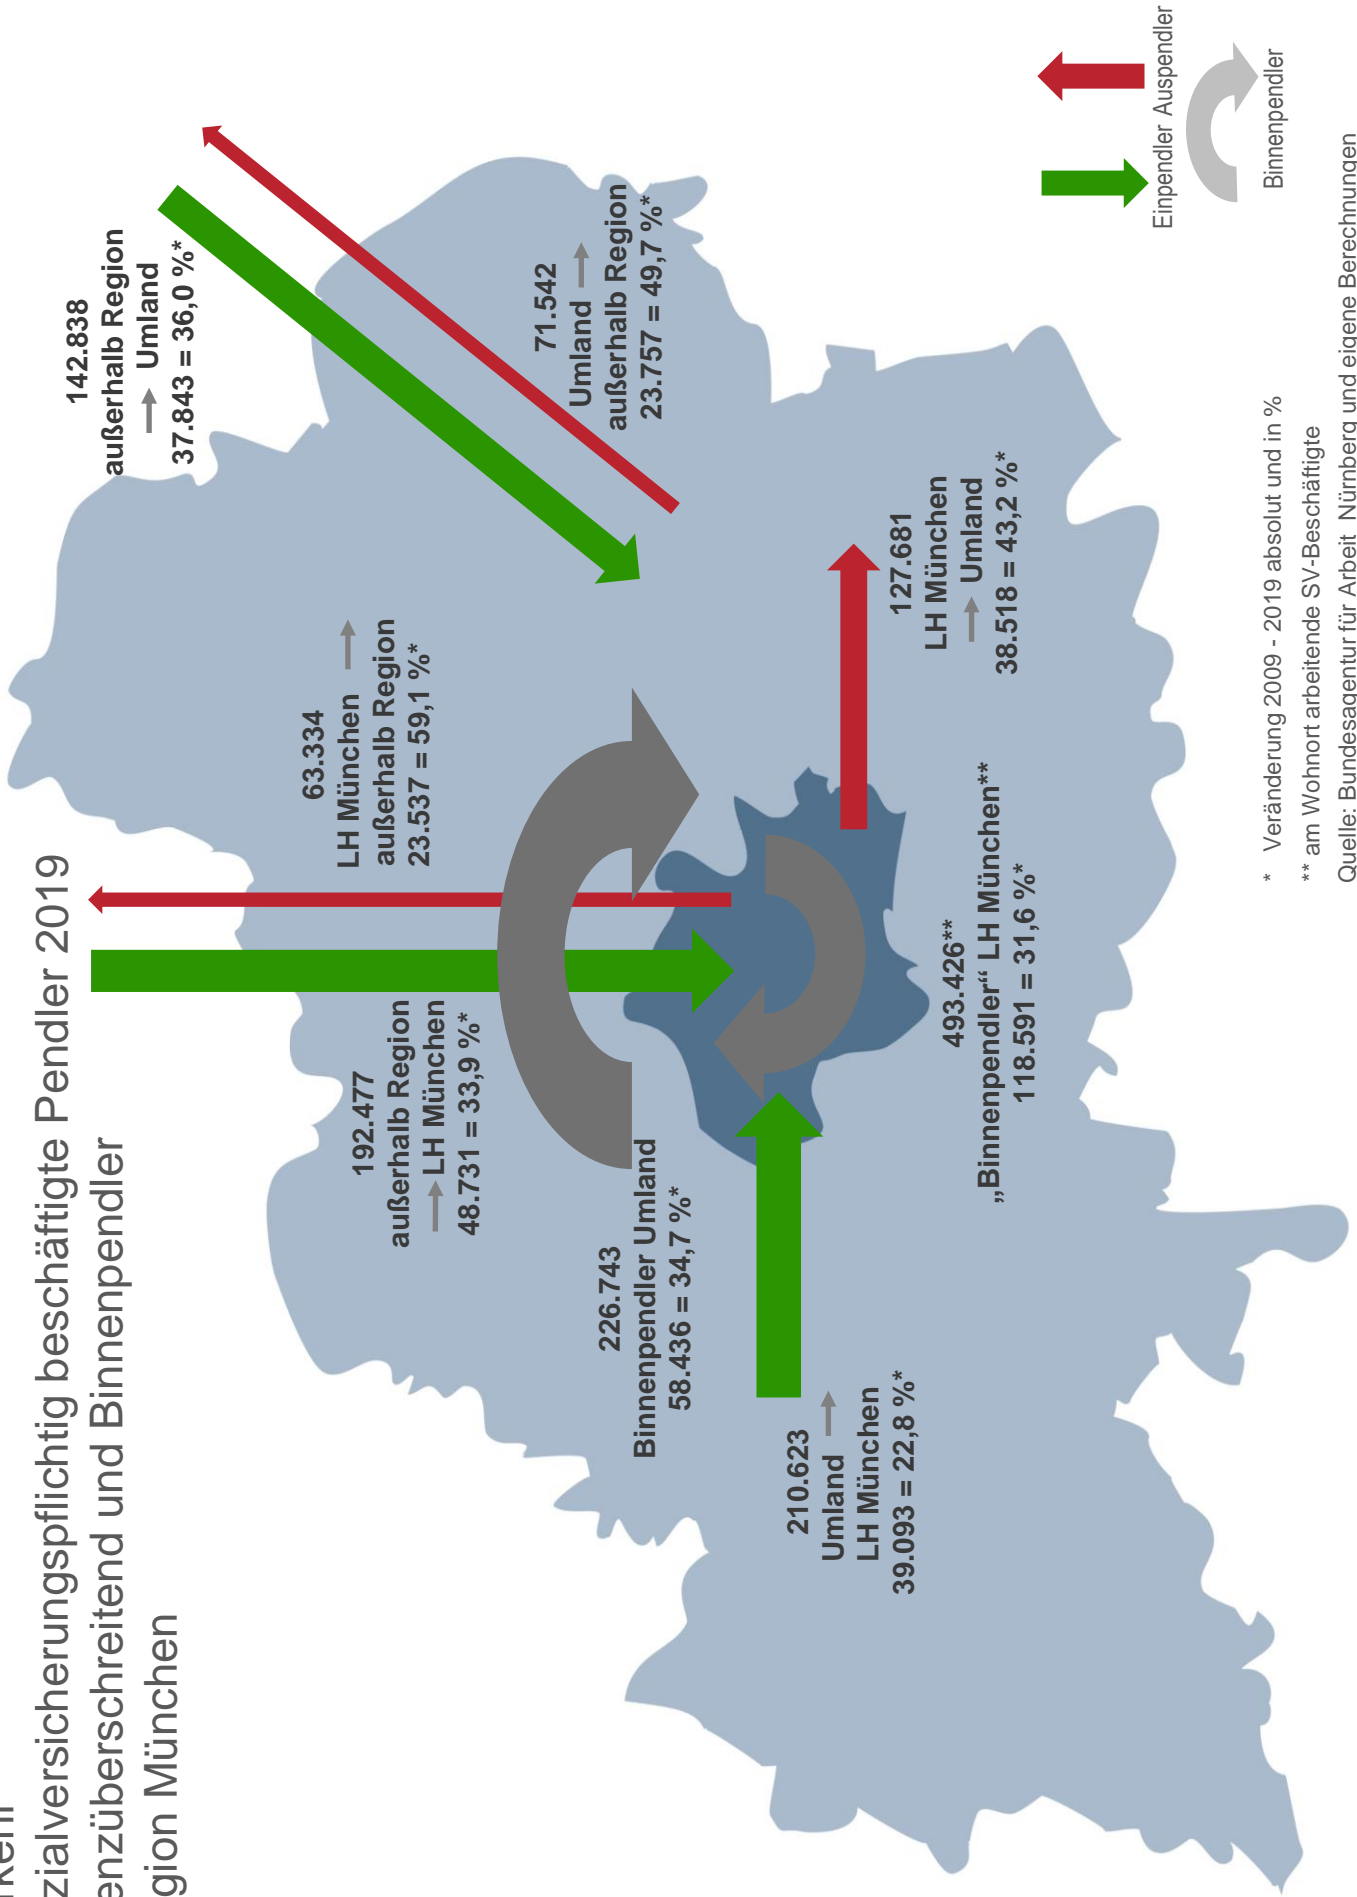 zialversicherungspflichtig beschäftigte Pendler 2019
enzüberschreitend und Binnenpendler
gion München
142.838
außerhalb Region
→ Umland
37.843 = 36,0 %*
63.334
LH München →
außerhalb Region
23.537 = 59,1 %*
71.542
Umland →
außerhalb Region
23.757 = 49,7 %*
192.477
außerhalb Region
→ LH München
48.731 = 33,9 %*
226.743
Binnenpendler Umland
58.436 = 34,7 %*
127.681
LH München
→ Umland
38.518 = 43,2 %*
210.623
Umland →
LH München
39.093 = 22,8 %*
493.426**
„Binnenpendler“ LH München**
118.591 = 31,6 %*
Einpendler Auspendler
Binnenpendler
* Veränderung 2009 - 2019 absolut und in %
** am Wohnort arbeitende SV-Beschäftigte
Quelle: Bundesagentur für Arbeit Nürnberg und eigene Berechnungen